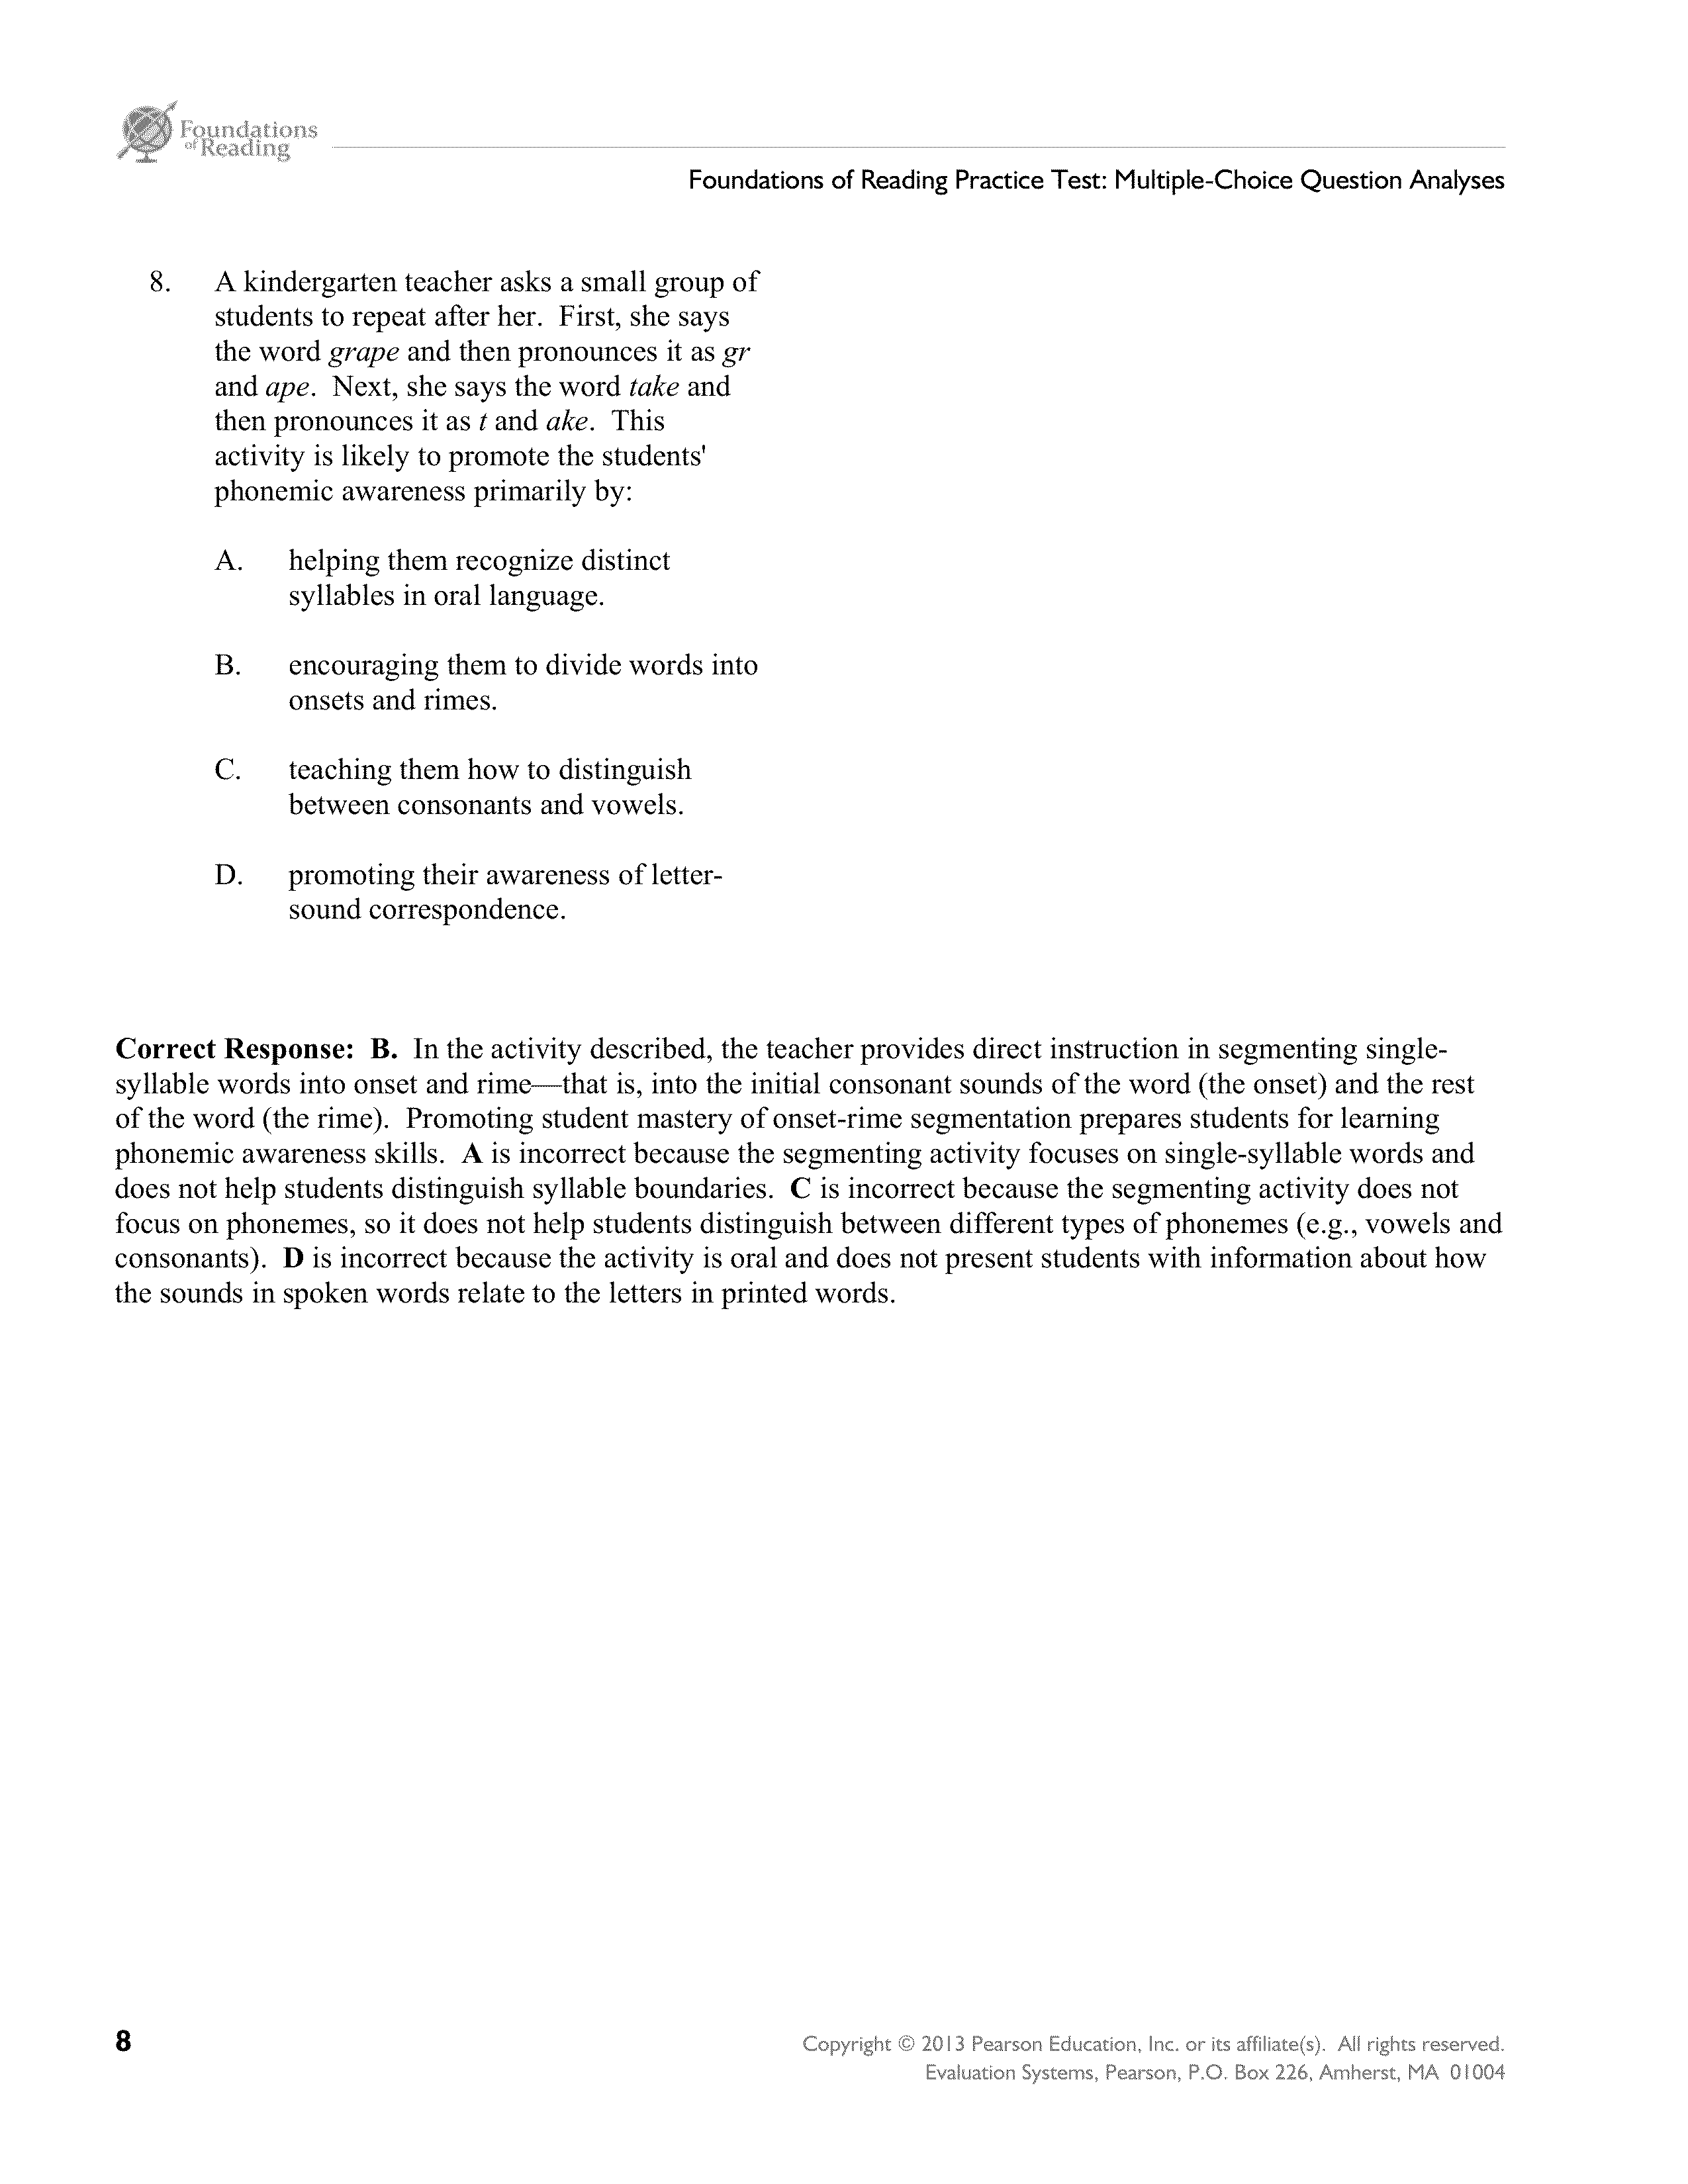 Foundations
of Reading
Foundations of Reading Practice Test: Multiple-Choice Question Analyses
8. A kindergarten teacher asks a small group of
students to repeat after her. First, she says
the word grape and then pronounces it as gr
and ape. Next, she says the word take and
then pronounces it as t and ake. This
activity is likely to promote the students'
phonemic awareness primarily by:
A. helping them recognize distinct
syllables in oral language.
B. encouraging them to divide words into
onsets and rimes.
C. teaching them how to distinguish
between consonants and vowels.
D. promoting their awareness of letter-
sound correspondence.
Correct Response: B. In the activity described, the teacher provides direct instruction in segmenting single-
syllable words into onset and rime—that is, into the initial consonant sounds of the word (the onset) and the rest
of the word (the rime). Promoting student mastery of onset-rime segmentation prepares students for learning
phonemic awareness skills. A is incorrect because the segmenting activity focuses on single-syllable words and
does not help students distinguish syllable boundaries. C is incorrect because the segmenting activity does not
focus on phonemes, so it does not help students distinguish between different types of phonemes (e.g., vowels and
consonants). D is incorrect because the activity is oral and does not present students with information about how
the sounds in spoken words relate to the letters in printed words.
8
Copyright © 2013 Pearson Education, Inc. or its affiliate(s). All rights reserved.
Evaluation Systems, Pearson, P.O. Box 226, Amherst, MA 01004